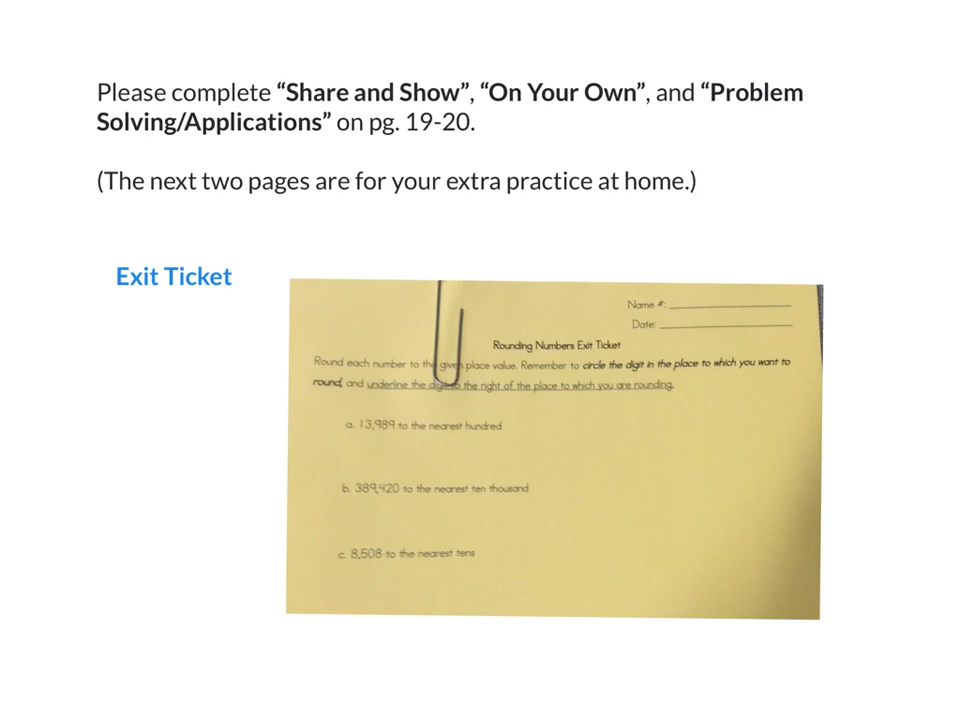 Please complete “Share and Show”, “On Your Own”, and “Problem
Solving/Applications” on pg. 19-20.
(The next two pages are for your extra practice at home.)
Exit Ticket
Name #:
Date:
Rounding Numbers Exit Ticket
Round each number to the given place value. Remember to circle the digit in the place to which you want to
round, and underline the digit to the right of the place to which you are rounding.
a. 13,989 to the nearest hundred
b. 389,420 to the nearest ten thousand
c. 8,508 to the nearest tens